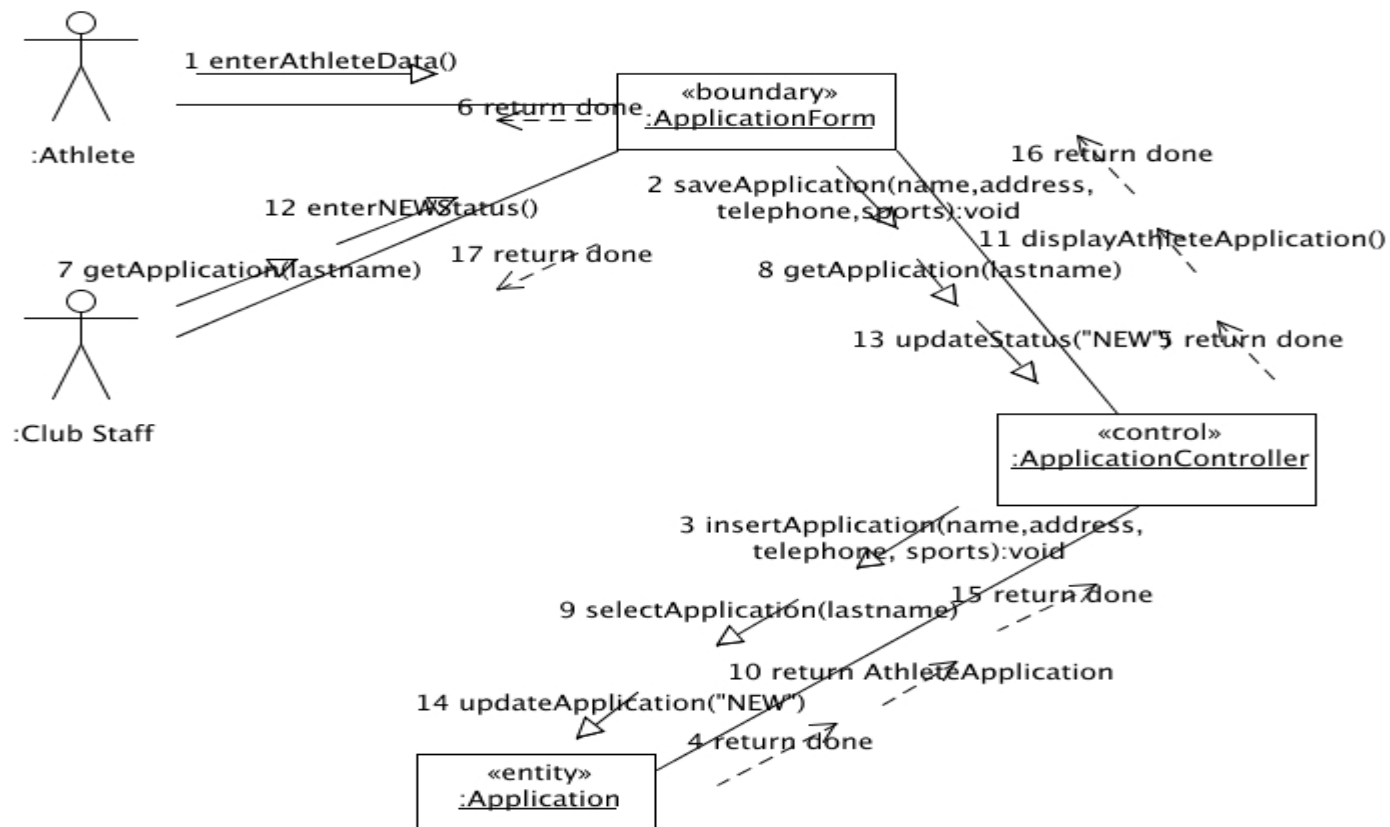 1 enterAthleteData()
«boundary»
:ApplicationForm
6 return done
:Athlete
16 return done
2 saveApplication(name,address,
telephone,sports):void
12 enterNEWStatus()
11 displayAthleteApplication()
17 return done
7 getApplication(lastname)
8 getApplication(lastname)
13 updateStatus("NEW")
5 return done
:Club Staff
«control»
:ApplicationController
3 insertApplication(name,address,
telephone, sports):void
15 return done
9 selectApplication(lastname)
10 return AthleteApplication
14 updateApplication("NEW")
4 return done
«entity»
:Application